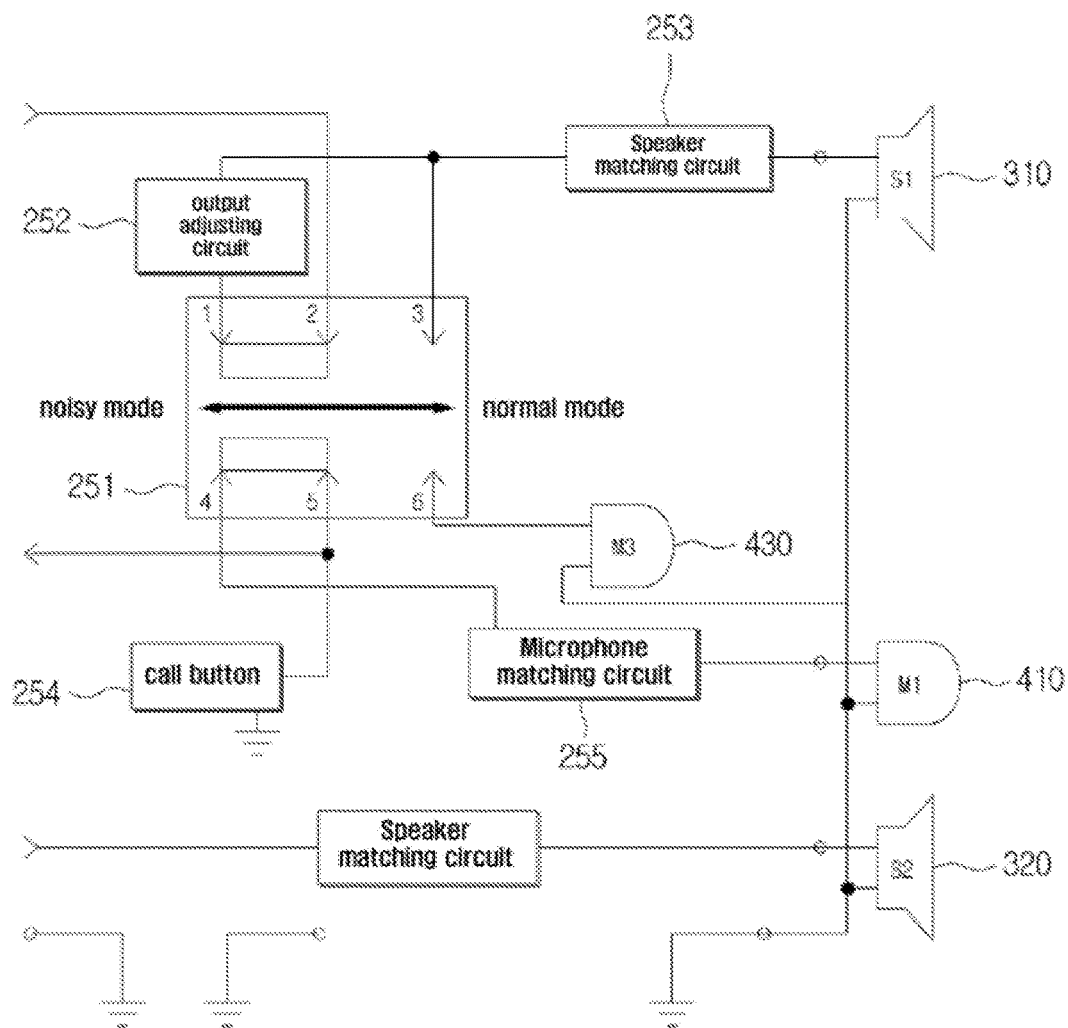 253
Speaker
matching circuit
S1
310
252
output
adjusting
circuit
1
2
3
noisy mode
normal mode
251
4
5
6
M3
430
254
call button
Microphone
matching circuit
255
M1
410
Speaker
matching circuit
S2
320